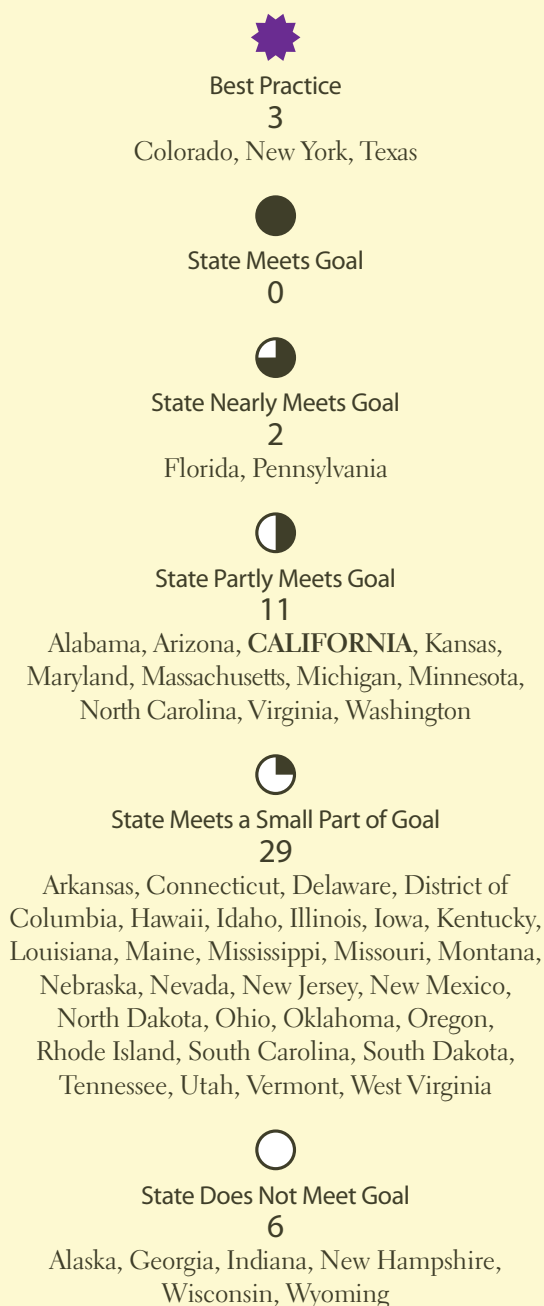 Best Practice
3
Colorado, New York, Texas
State Meets Goal
0
State Nearly Meets Goal
2
Florida, Pennsylvania
State Partly Meets Goal
11
Alabama, Arizona, CALIFORNIA, Kansas,
Maryland, Massachusetts, Michigan, Minnesota,
North Carolina, Virginia, Washington
State Meets a Small Part of Goal
29
Arkansas, Connecticut, Delaware, District of
Columbia, Hawaii, Idaho, Illinois, Iowa, Kentucky,
Louisiana, Maine, Mississippi, Missouri, Montana,
Nebraska, Nevada, New Jersey, New Mexico,
North Dakota, Ohio, Oklahoma, Oregon,
Rhode Island, South Carolina, South Dakota,
Tennessee, Utah, Vermont, West Virginia
State Does Not Meet Goal
6
Alaska, Georgia, Indiana, New Hampshire,
Wisconsin, Wyoming